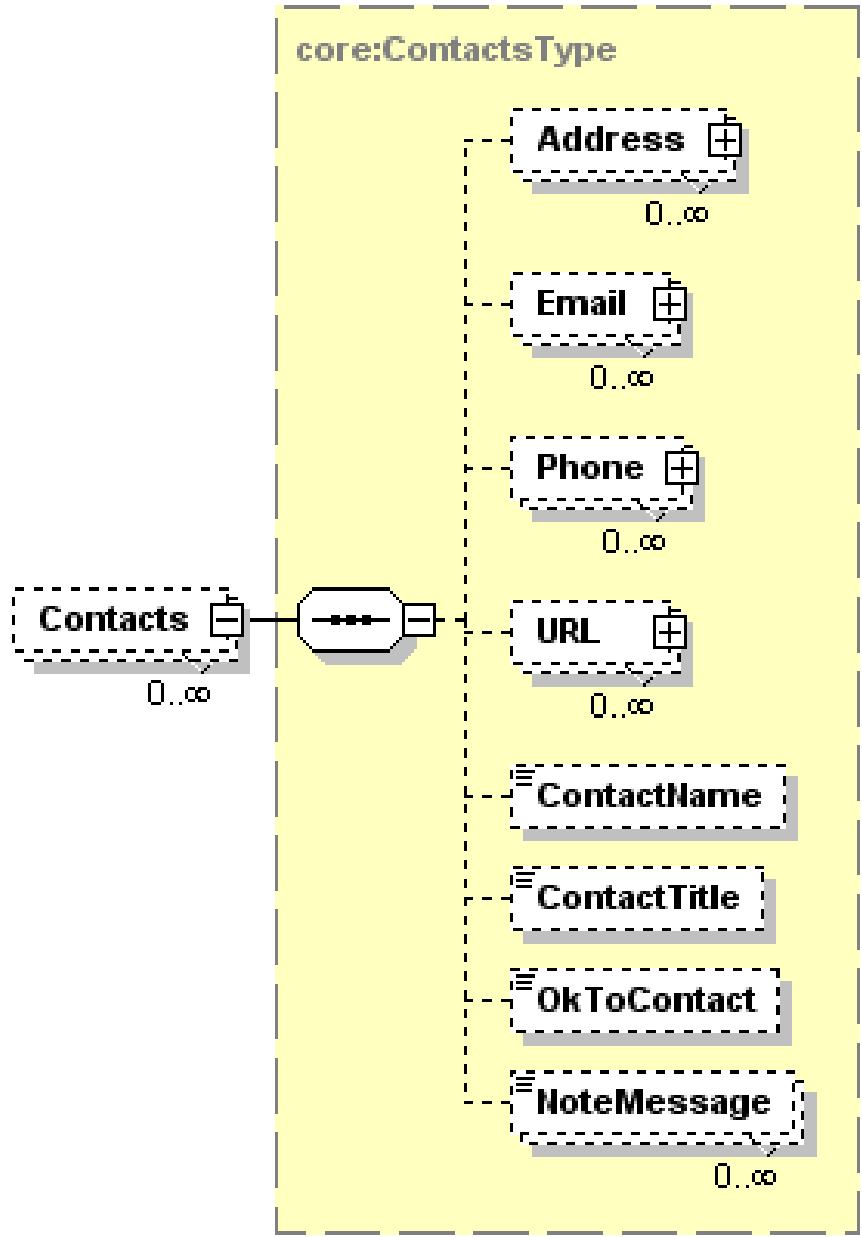 core:ContactsType
Address
0..∞
Email
0..∞
Phone
0..∞
Contacts
0..∞
URL
0..∞
ContactName
ContactTitle
OkToContact
NoteMessage
0..∞